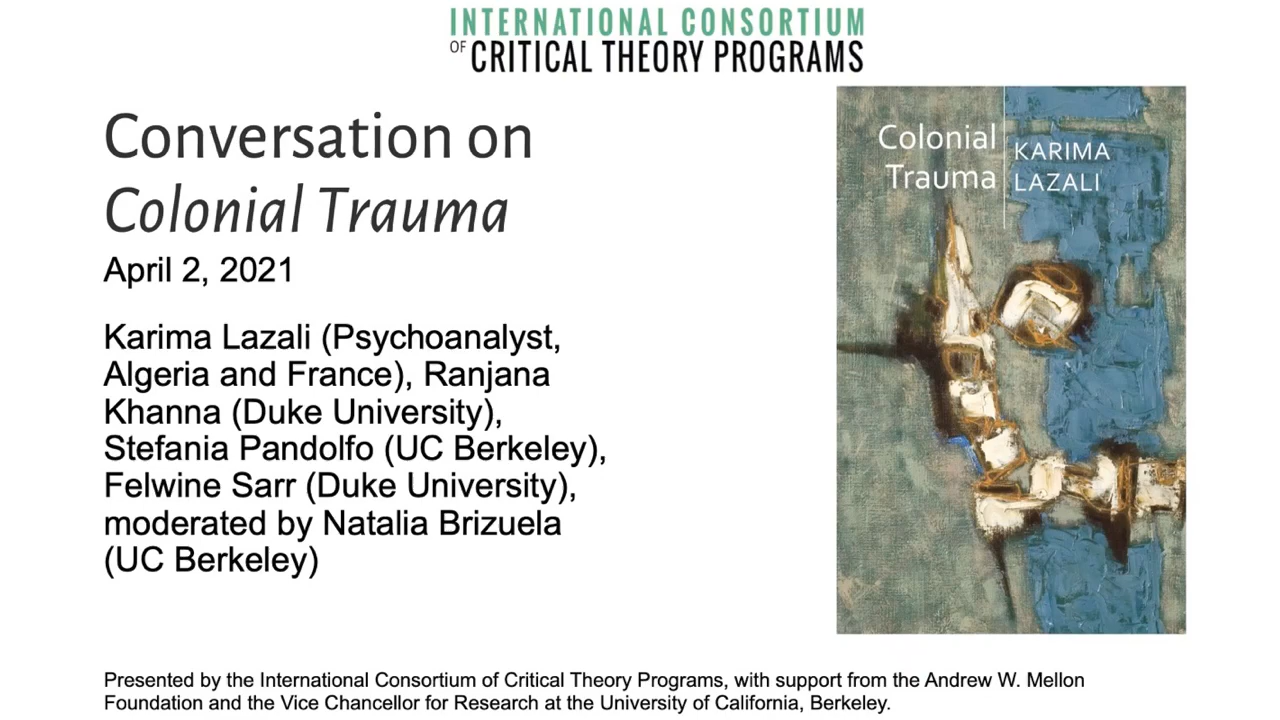 INTERNATIONAL CONSORTIUM
OF CRITICAL THEORY PROGRAMS
Conversation on
Colonial Trauma
April 2, 2021
Karima Lazali (Psychoanalyst,
Algeria and France), Ranjana
Khanna (Duke University),
Stefania Pandolfo (UC Berkeley),
Felwine Sarr (Duke University),
moderated by Natalia Brizuela
(UC Berkeley)
Colonial
Trauma
KARIMA
LAZALI
Presented by the International Consortium of Critical Theory Programs, with support from the Andrew W. Mellon
Foundation and the Vice Chancellor for Research at the University of California, Berkeley.